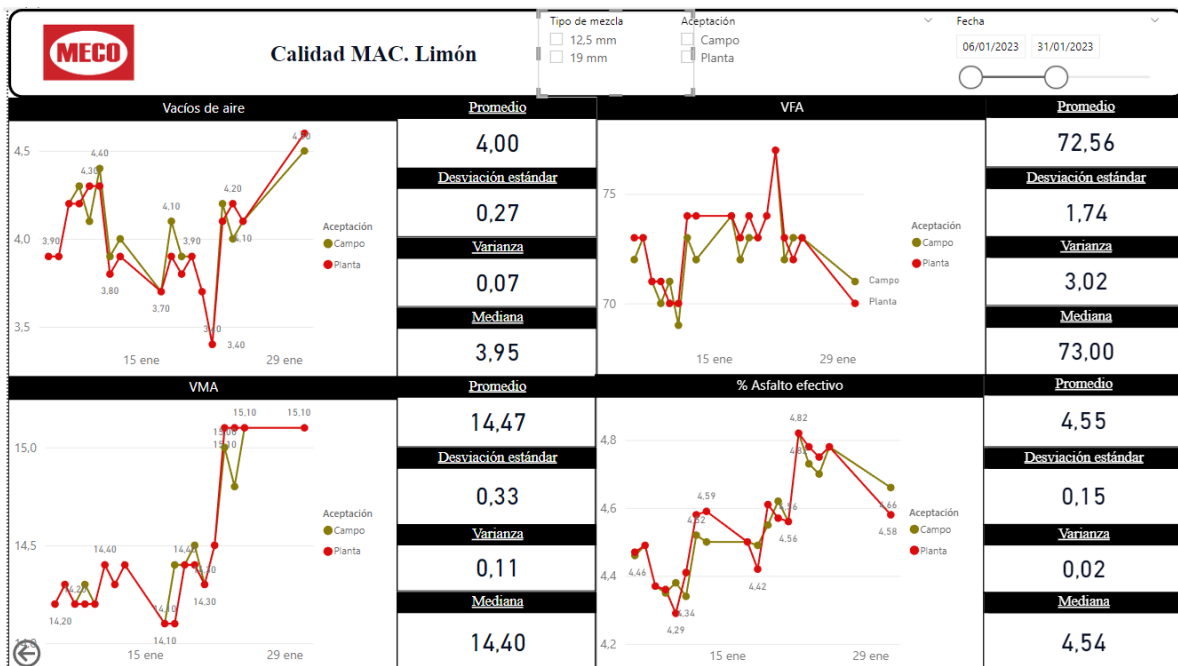 MECO
Calidad MAC. Limón
Tipo de mezcla
12,5 mm
19 mm
Aceptación
Campo
Planta
Fecha
06/01/2023
31/01/2023
Vacíos de aire
4,5
4,0
3,5
3,90
4,30
4,40
3,80
3,70
4,10
3,90
3,40
4,20
4,10
15 ene
29 ene
Aceptación
Campo
Planta
Promedio
4,00
Desviación estándar
0,27
Varianza
0,07
Mediana
3,95
VFA
75
70
15 ene
29 ene
Campo
Planta
Aceptación
Campo
Planta
Promedio
72,56
Desviación estándar
1,74
Varianza
3,02
Mediana
73,00
VMA
15,0
14,5
14,20
14,40
14,10
14,30
15,10
15,10
15,10
15 ene
29 ene
Aceptación
Campo
Planta
Promedio
14,47
Desviación estándar
0,33
Varianza
0,11
Mediana
14,40
% Asfalto efectivo
4,8
4,6
4,4
4,2
4,46
4,29
4,34
4,52
4,59
4,42
4,56
4,56
4,82
4,82
4,66
4,58
15 ene
29 ene
Aceptación
Campo
Planta
Promedio
4,55
Desviación estándar
0,15
Varianza
0,02
Mediana
4,54